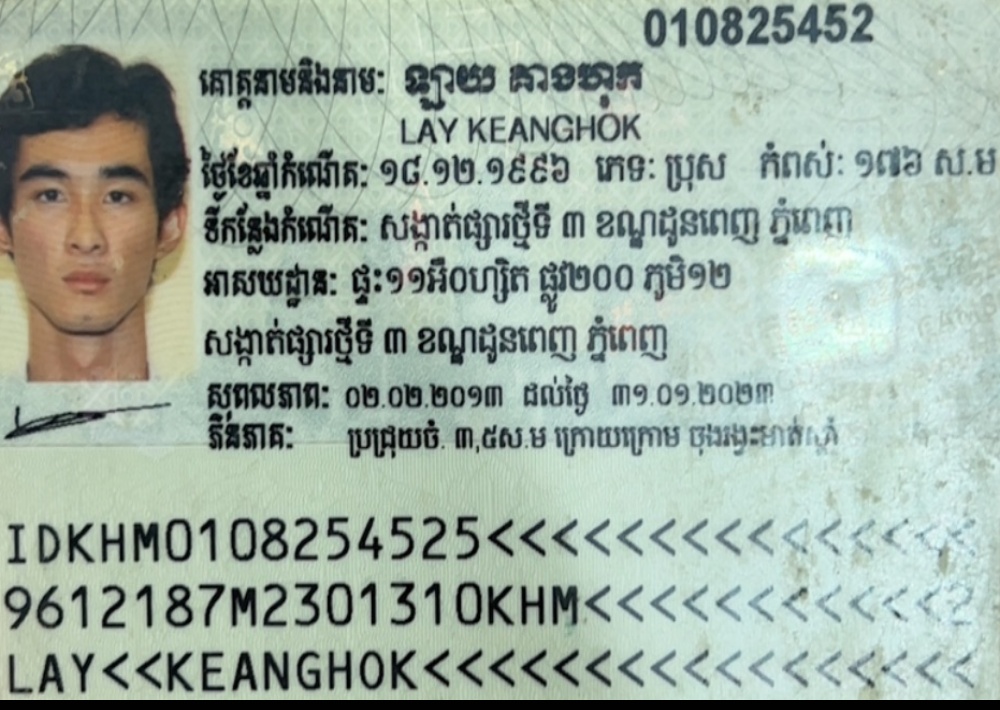 010825452
គោត្តនាមនិងនាម: ឡាយ គាងហុក
LAY KEANGHOK
ថ្ងៃខែឆ្នាំកំណើត: ១៨.១២.១៩៩៦ ភេទ: ប្រុស កំពស់: ១៧៦ ស.ម
ទីកន្លែងកំណើត: សង្កាត់ផ្សារថ្មីទី ៣ ខណ្ឌដូនពេញ ភ្នំពេញ
អាសយដ្ឋាន: ផ្ទះ១១អឺ០ហ្សិត ផ្លូវ២០០ ភូមិ១២
សង្កាត់ផ្សារថ្មីទី ៣ ខណ្ឌដូនពេញ ភ្នំពេញ
សុពលភាព: ០២.០២.២០១៣ ដល់ថ្ងៃ ៣១.០១.២០២៣
ភិនភាគ: ប្រជ្រុយចំ. ៣,៥ស.ម ក្រោយក្រោម ចុងរង្វះមាត់ស្តាំ
IDKHM0108254525<<<<<<<<<<<<<<<
9612187M2301310KHM<<<<<<<<<<<2
LAY<<KEANGHOK<<<<<<<<<<<<<<<<<